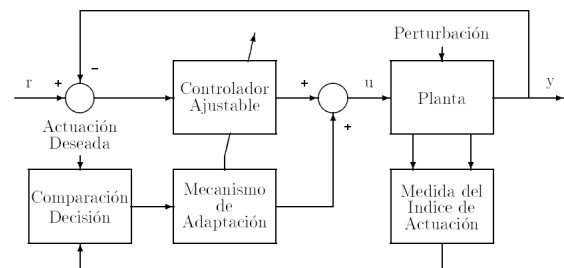 Perturbación
r
+
−
Controlador
Ajustable
+
+
u
Planta
y
Actuación
Deseada
Comparación
Decisión
Mecanismo
de
Adaptación
Medida del
Indice de
Actuación